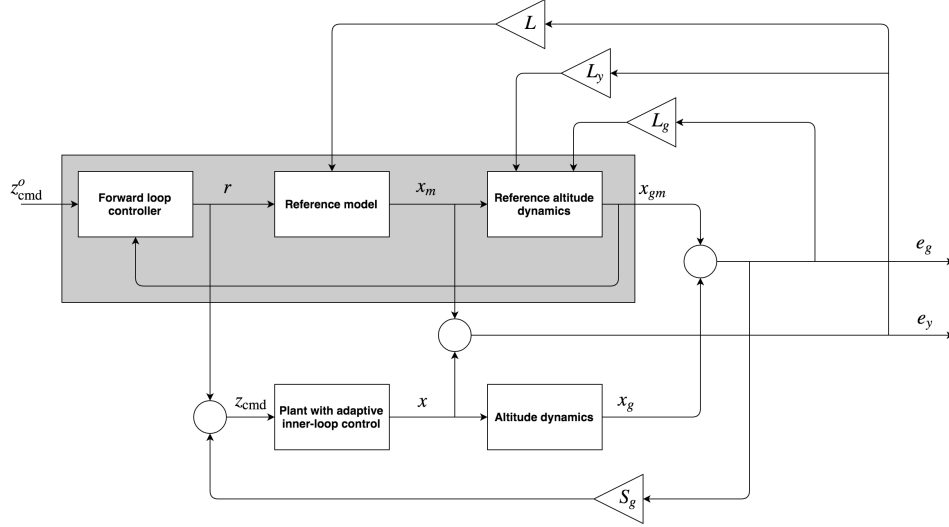 L
L_y
L_g
z^o_cmd
Forward loop
controller
r
Reference model
x_m
Reference altitude
dynamics
x_gm
e_g
e_y
z_cmd
Plant with adaptive
inner-loop control
x
Altitude dynamics
x_g
S_g